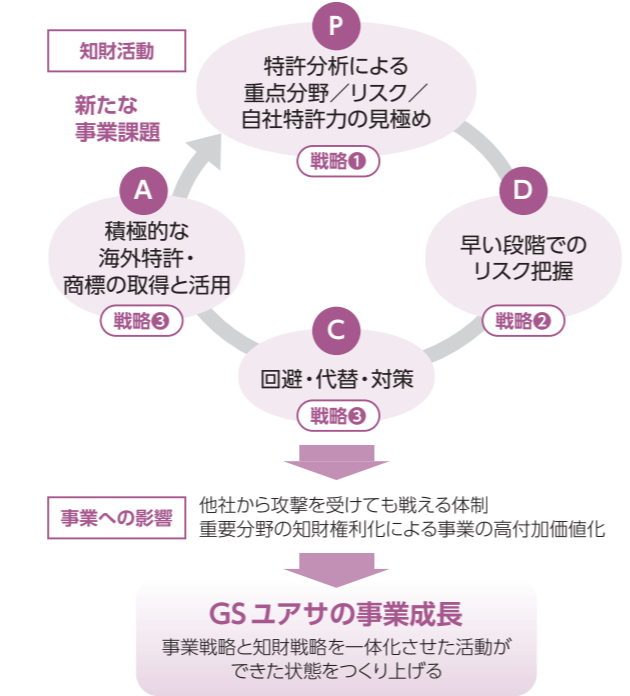 知財活動
新たな
事業課題
P
特許分析による
重点分野／リスク／
自社特許力の見極め
戦略❶
D
早い段階での
リスク把握
戦略❷
C
回避・代替・対策
戦略❸
A
積極的な
海外特許・
商標の取得と活用
戦略❸
事業への影響
他社から攻撃を受けても戦える体制
重要分野の知財権利化による事業の高付加価値化
GSユアサの事業成長
事業戦略と知財戦略を一体化させた活動が
できた状態をつくり上げる